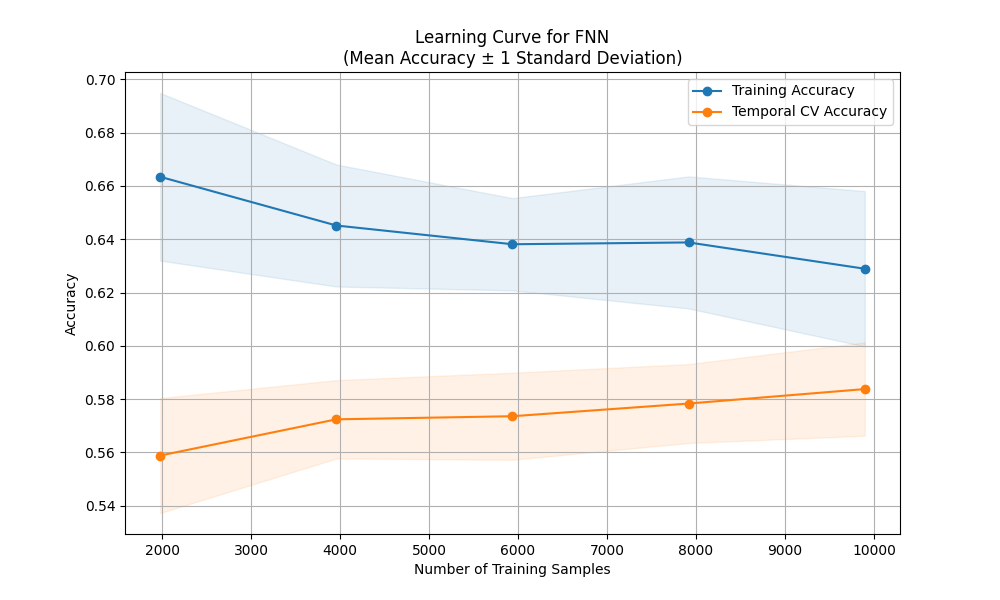 Learning Curve for FNN
(Mean Accuracy ± 1 Standard Deviation)
Training Accuracy
Temporal CV Accuracy
Accuracy
0.70
0.68
0.66
0.64
0.62
0.60
0.58
0.56
0.54
2000 3000 4000 5000 6000 7000 8000 9000 10000
Number of Training Samples